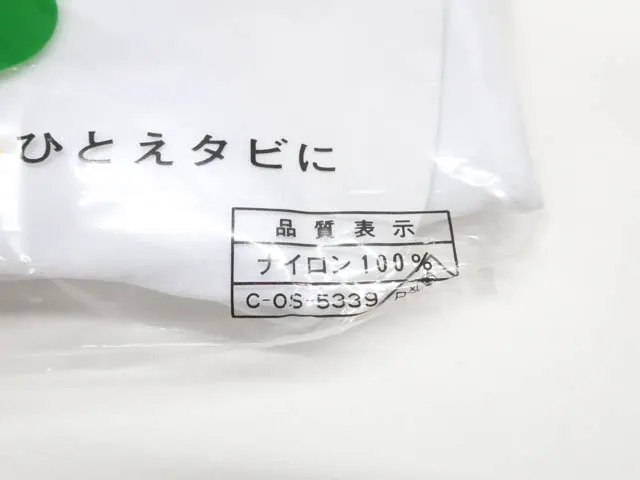 ひとえタビに
品質表示
ナイロン100%
C-OS-5339